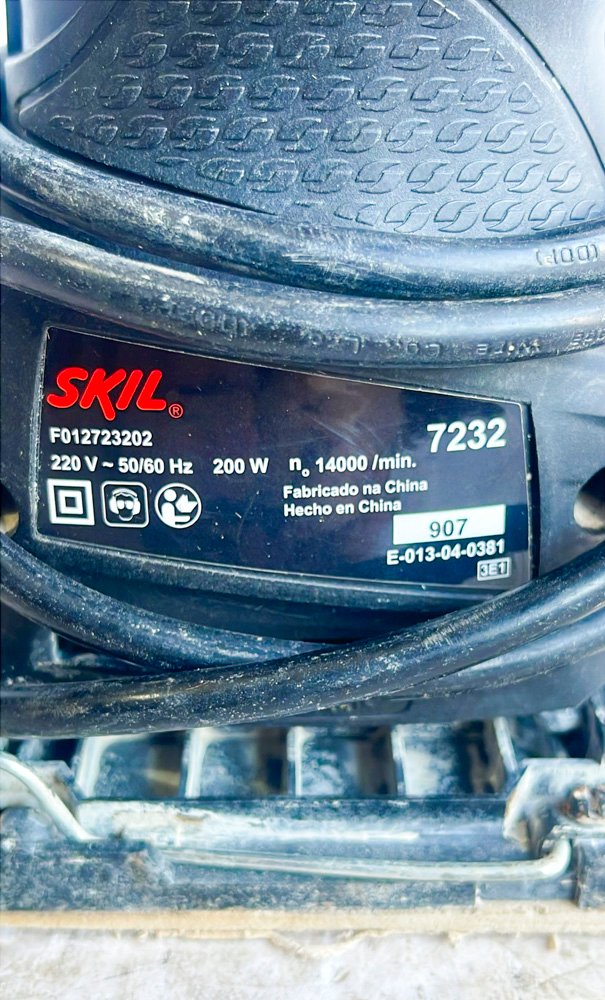 SKIL®
F012723202
7232
220 V ~ 50/60 Hz 200 W n₀ 14000 /min.
Fabricado na China
Hecho en China
907
E-013-04-0381
3E1